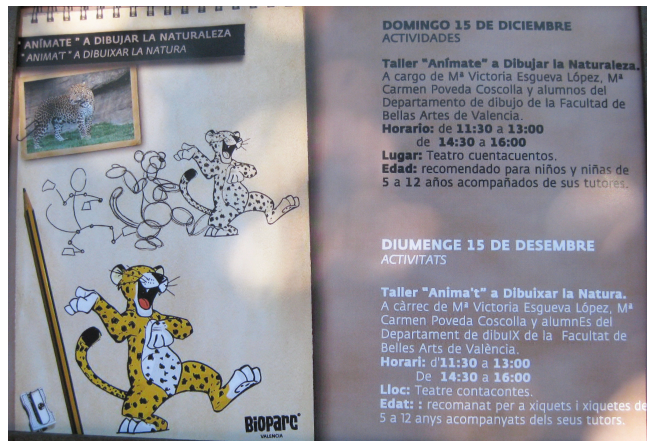 "ANÍMATE" A DIBUJAR LA NATURALEZA
"ANIMA'T" A DIBUIXAR LA NATURA
BIOPARC
VALENCIA
DOMINGO 15 DE DICIEMBRE
ACTIVIDADES
Taller "Anímate" a Dibujar la Naturaleza.
A cargo de Mª Victoria Esgueva López, Mª
Carmen Poveda Coscolla y alumnos del
Departamento de dibujo de la Facultad de
Bellas Artes de Valencia.
Horario: de 11:30 a 13:00
de 14:30 a 16:00
Lugar: Teatro cuentacuentos.
Edad: recomendado para niños y niñas de
5 a 12 años acompañados de sus tutores.
DIUMENGE 15 DE DESEMBRE
ACTIVITATS
Taller "Anima't" a Dibuixar la Natura.
A càrrec de Mª Victoria Esgueva López, Mª
Carmen Poveda Coscolla y alumnEs del
Departament de dibuIX de la Facultat de
Belles Arts de València.
Horari: d'11:30 a 13:00
De 14:30 a 16:00
Lloc: Teatre contacontes.
Edat: : recomanat per a xiquets i xiquetes de
5 a 12 anys acompanyats dels seus tutors.